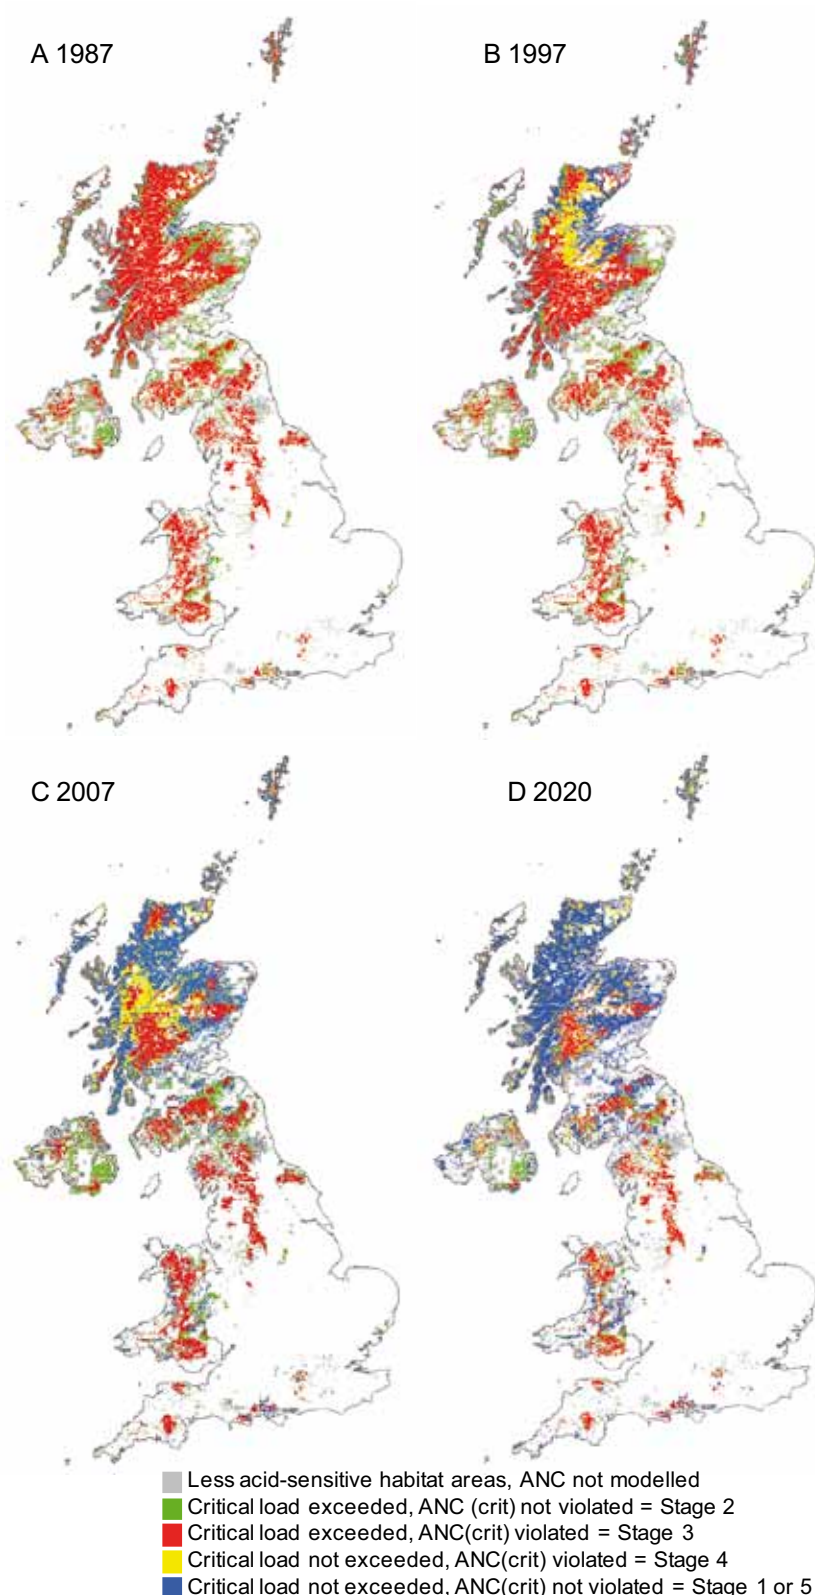 A 1987
B 1997
C 2007
D 2020
Less acid-sensitive habitat areas, ANC not modelled
Critical load exceeded, ANC (crit) not violated = Stage 2
Critical load exceeded, ANC(crit) violated = Stage 3
Critical load not exceeded, ANC(crit) violated = Stage 4
Critical load not exceeded, ANC(crit) not violated = Stage 1 or 5